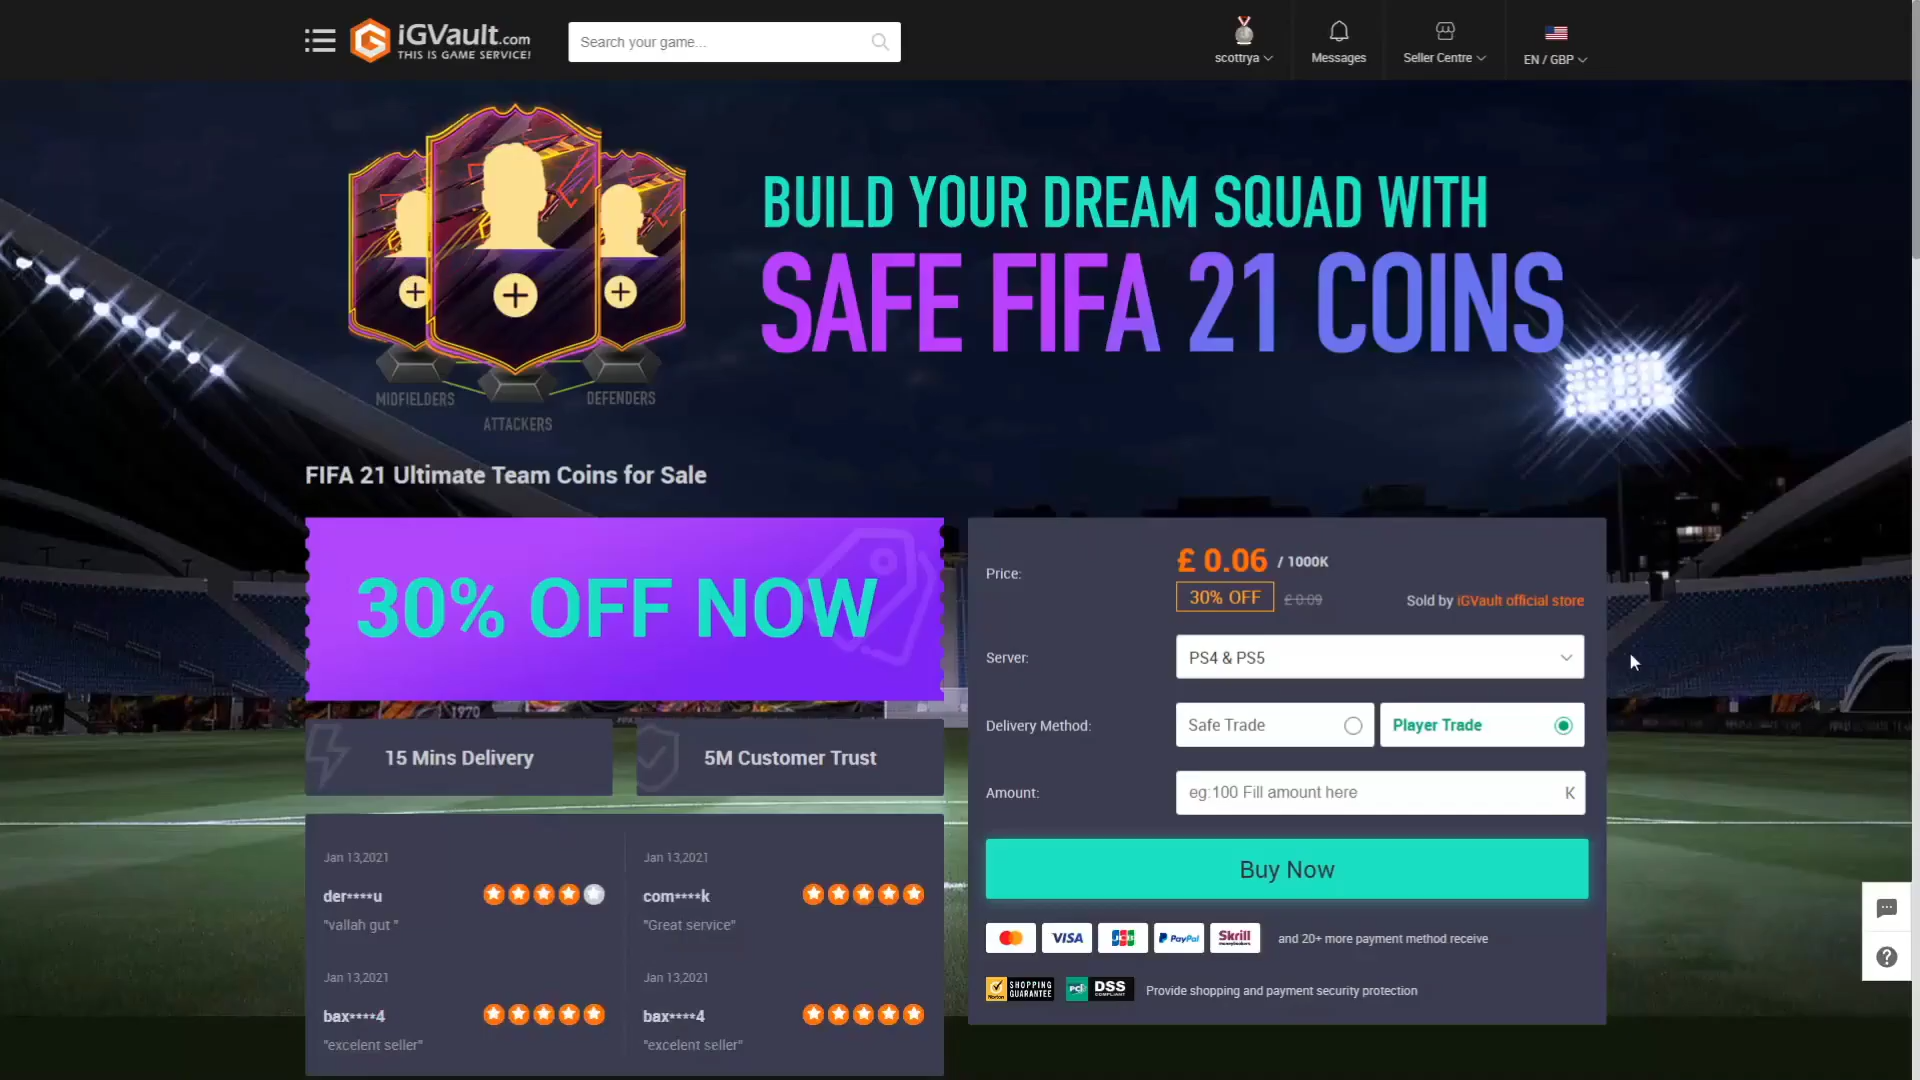 iGVault.com
THIS IS GAME SERVICE!
Search your game...
scottrya
Messages
Seller Centre
EN / GBP
BUILD YOUR DREAM SQUAD WITH
SAFE FIFA 21 COINS
MIDFIELDERS
DEFENDERS
ATTACKERS
FIFA 21 Ultimate Team Coins for Sale
30% OFF NOW
1970
15 Mins Delivery
5M Customer Trust
Price:
£ 0.06 / 1000K
30% OFF £ 0.09
Sold by iGVault official store
Server:
PS4 & PS5
Delivery Method:
Safe Trade
Player Trade
Amount:
eg:100 Fill amount here
K
Buy Now
VISA JCB PayPal Skrill moneybookers
and 20+ more payment method receive
Norton SHOPPING GUARANTEE
PCI DSS COMPLIANT
Provide shopping and payment security protection
Jan 13,2021
der****u
"vallah gut "
Jan 13,2021
com****k
"Great service"
Jan 13,2021
bax****4
"excelent seller"
Jan 13,2021
bax****4
"excelent seller"